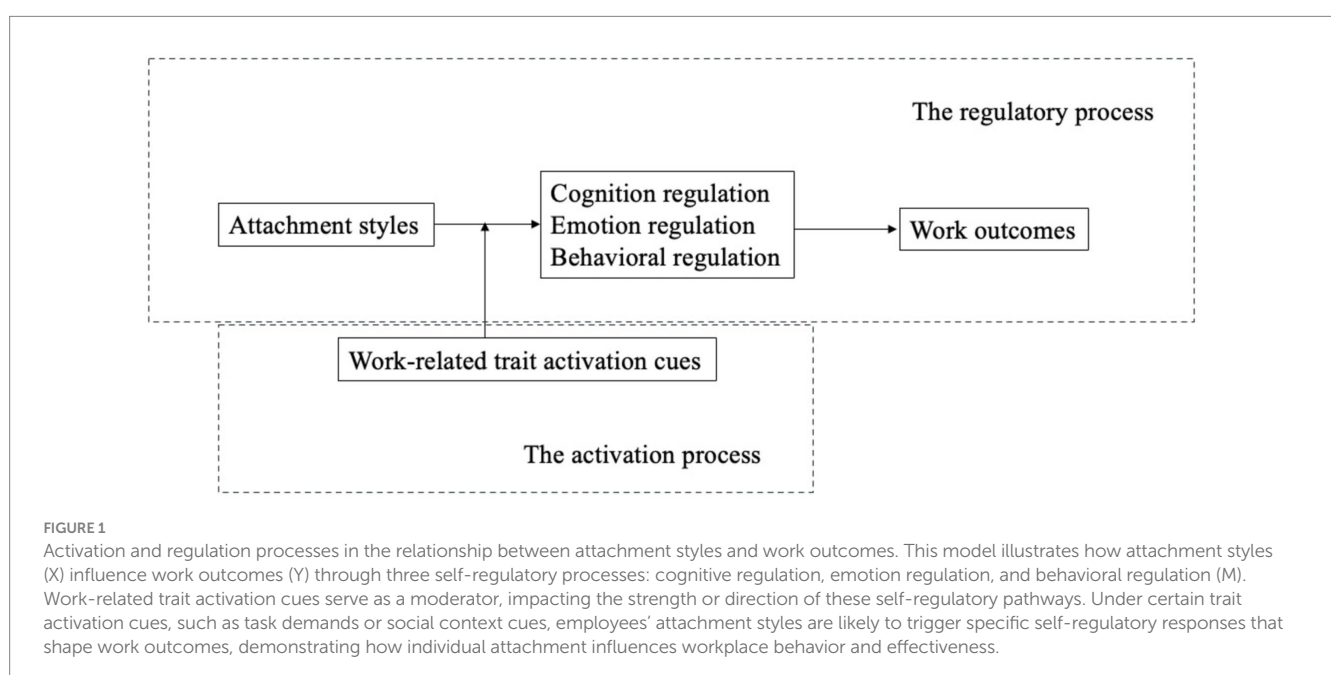 The regulatory process
Attachment styles
Cognition regulation
Emotion regulation
Behavioral regulation
Work outcomes
Work-related trait activation cues
The activation process
FIGURE 1
Activation and regulation processes in the relationship between attachment styles and work outcomes. This model illustrates how attachment styles
(X) influence work outcomes (Y) through three self-regulatory processes: cognitive regulation, emotion regulation, and behavioral regulation (M).
Work-related trait activation cues serve as a moderator, impacting the strength or direction of these self-regulatory pathways. Under certain trait
activation cues, such as task demands or social context cues, employees’ attachment styles are likely to trigger specific self-regulatory responses that
shape work outcomes, demonstrating how individual attachment influences workplace behavior and effectiveness.